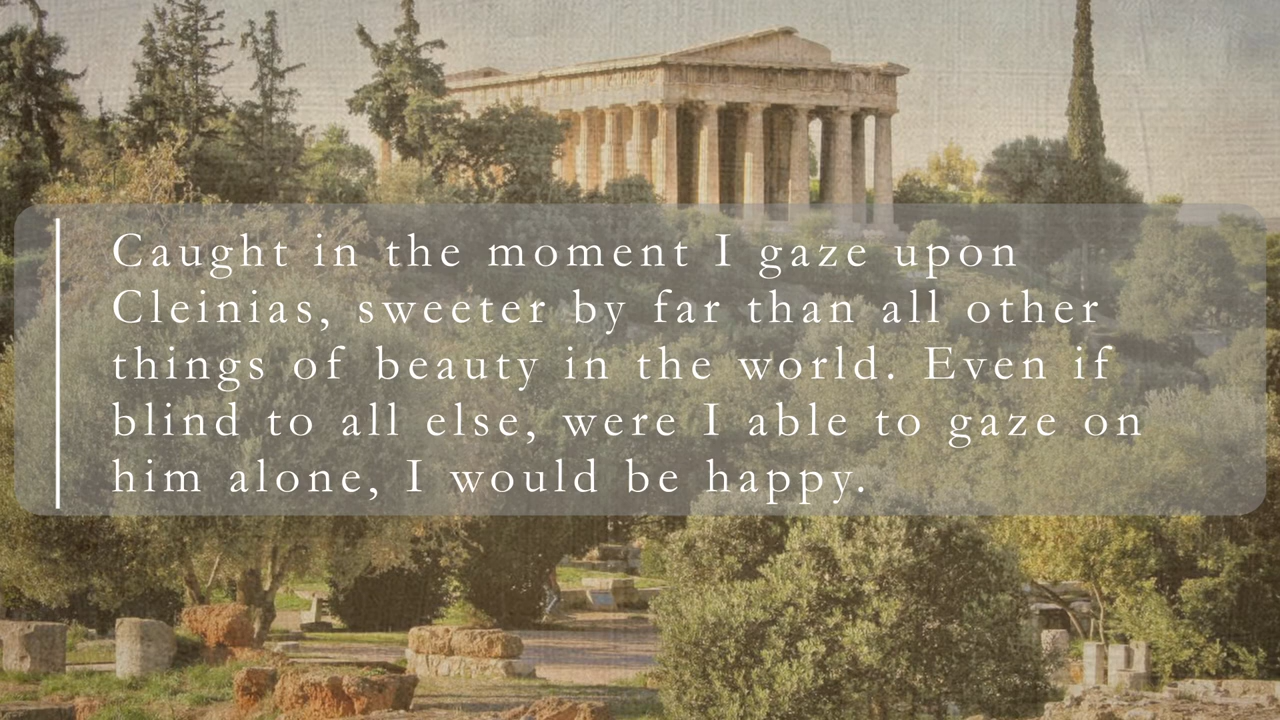 Caught in the moment I gaze upon
Cleinias, sweeter by far than all other
things of beauty in the world. Even if
blind to all else, were I able to gaze on
him alone, I would be happy.